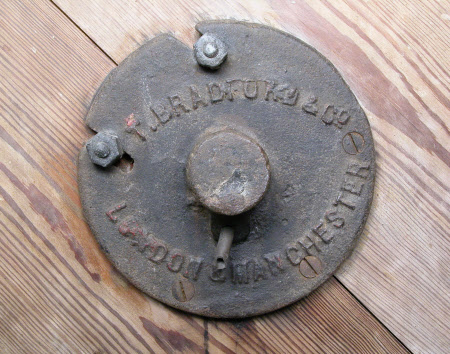 T. BRADFORD & CO.
LONDON & MANCHESTER